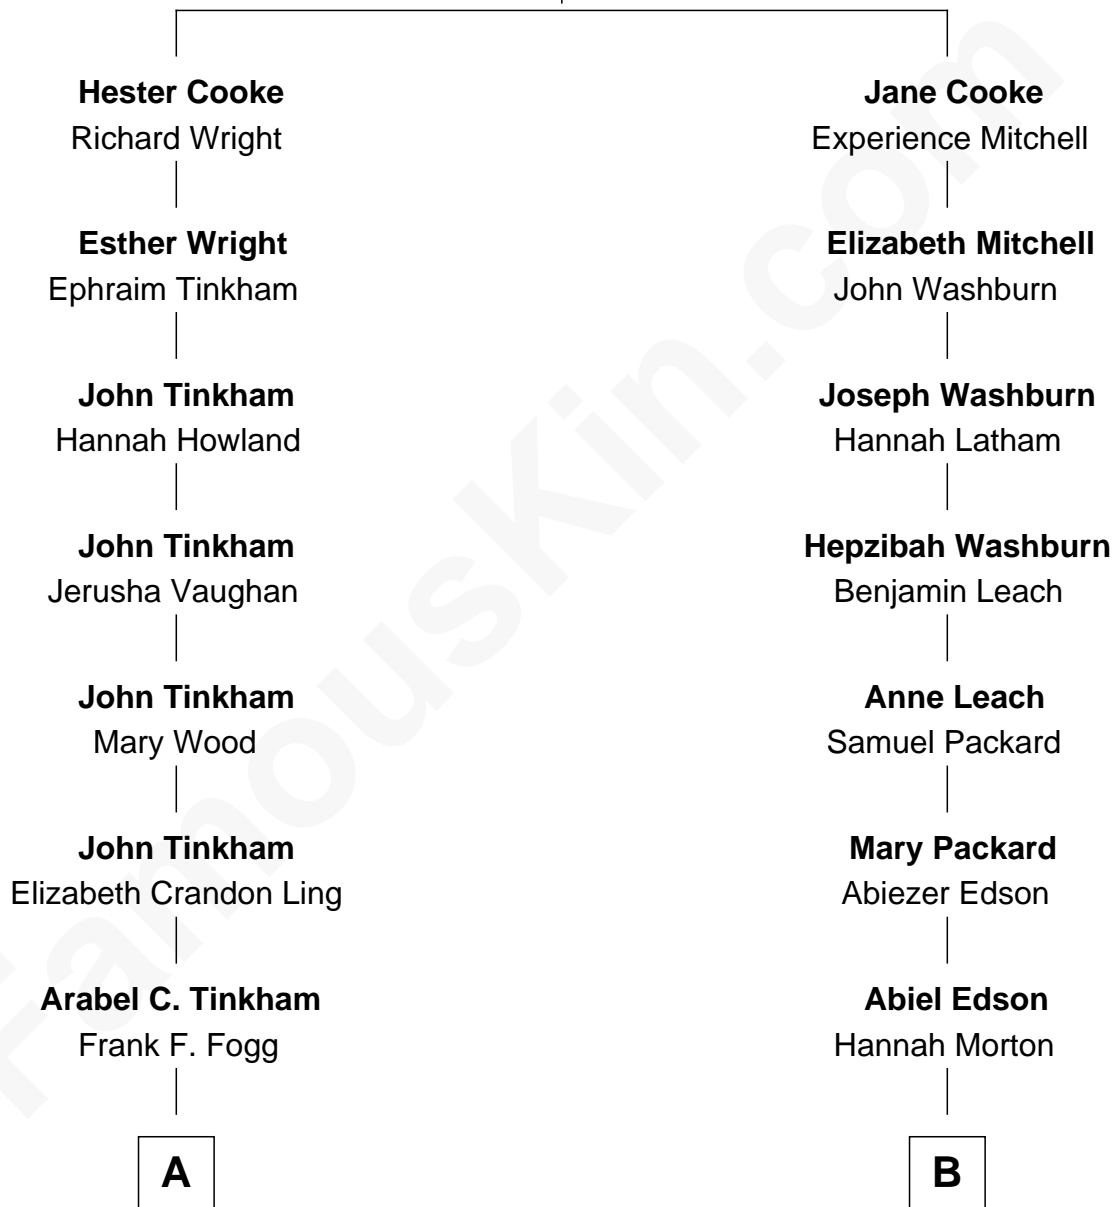 Hester Cooke
Richard Wright
Jane Cooke
Experience Mitchell
Esther Wright
Ephraim Tinkham
Elizabeth Mitchell
John Washburn
John Tinkham
Hannah Howland
Joseph Washburn
Hannah Latham
John Tinkham
Jerusha Vaughan
Hepzibah Washburn
Benjamin Leach
John Tinkham
Mary Wood
Anne Leach
Samuel Packard
John Tinkham
Elizabeth Crandon Ling
Mary Packard
Abiezer Edson
Arabel C. Tinkham
Frank F. Fogg
Abiel Edson
Hannah Morton
A
B
FamousKin.com